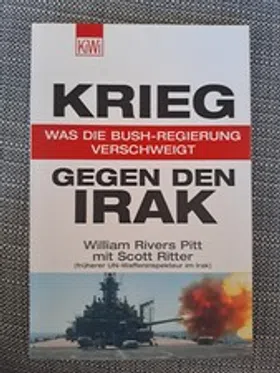 KiWi
KRIEG
WAS DIE BUSH-REGIERUNG
VERSCHWEIGT
GEGEN DEN
IRAK
William Rivers Pitt
mit Scott Ritter
(früherer UN-Waffeninspekteur im Irak)